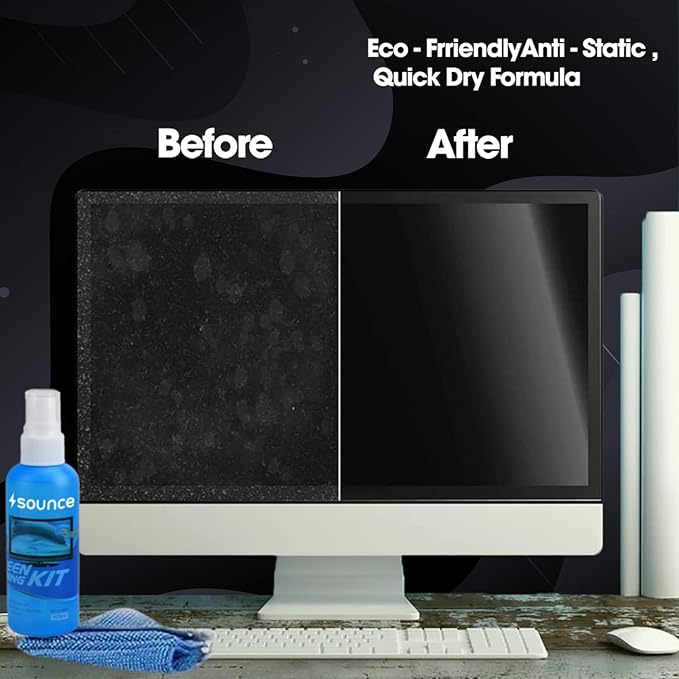 Eco - FrriendlyAnti - Static ,
Quick Dry Formula
Before
After
sounce
KIT